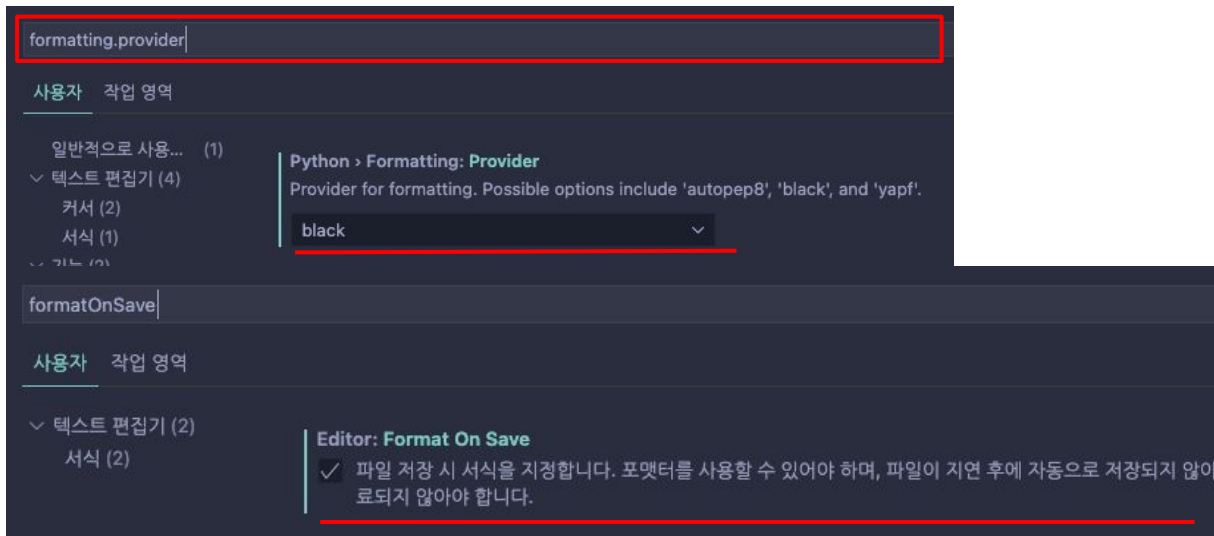 formatting.provider
사용자 작업 영역
일반적으로 사용... (1)
텍스트 편집기 (4)
커서 (2)
서식 (1)
기능 (2)
Python › Formatting: Provider
Provider for formatting. Possible options include 'autopep8', 'black', and 'yapf'.
black
formatOnSave
사용자 작업 영역
텍스트 편집기 (2)
서식 (2)
Editor: Format On Save
파일 저장 시 서식을 지정합니다. 포맷터를 사용할 수 있어야 하며, 파일이 지연 후에 자동으로 저장되지 않아
료되지 않아야 합니다.